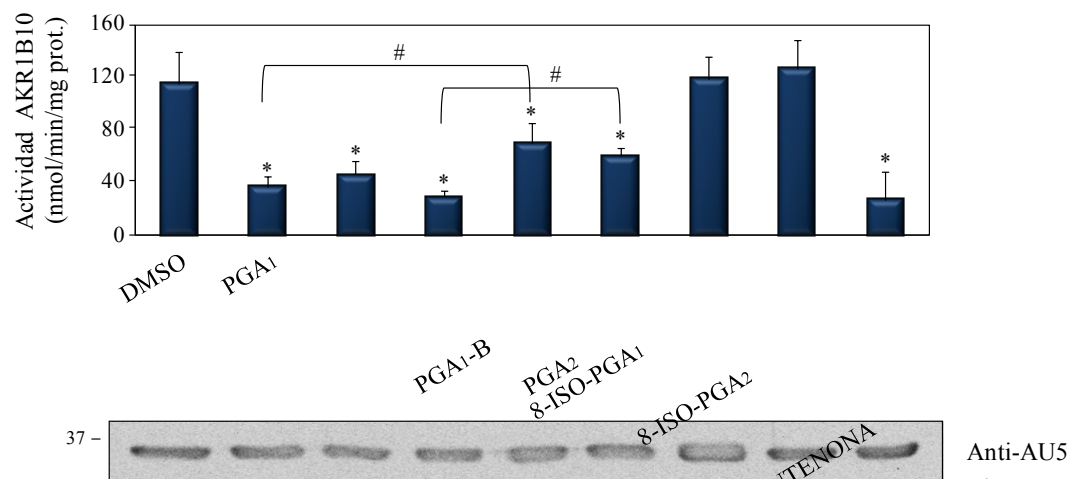 Actividad AKR1B10
(nmol/min/mg prot.)
160
120
80
40
0
#
#
*
*
*
*
*
*
DMSO
PGA1
PGA1-B
PGA2
8-ISO-PGA1
8-ISO-PGA2
37 –
Anti-AU5